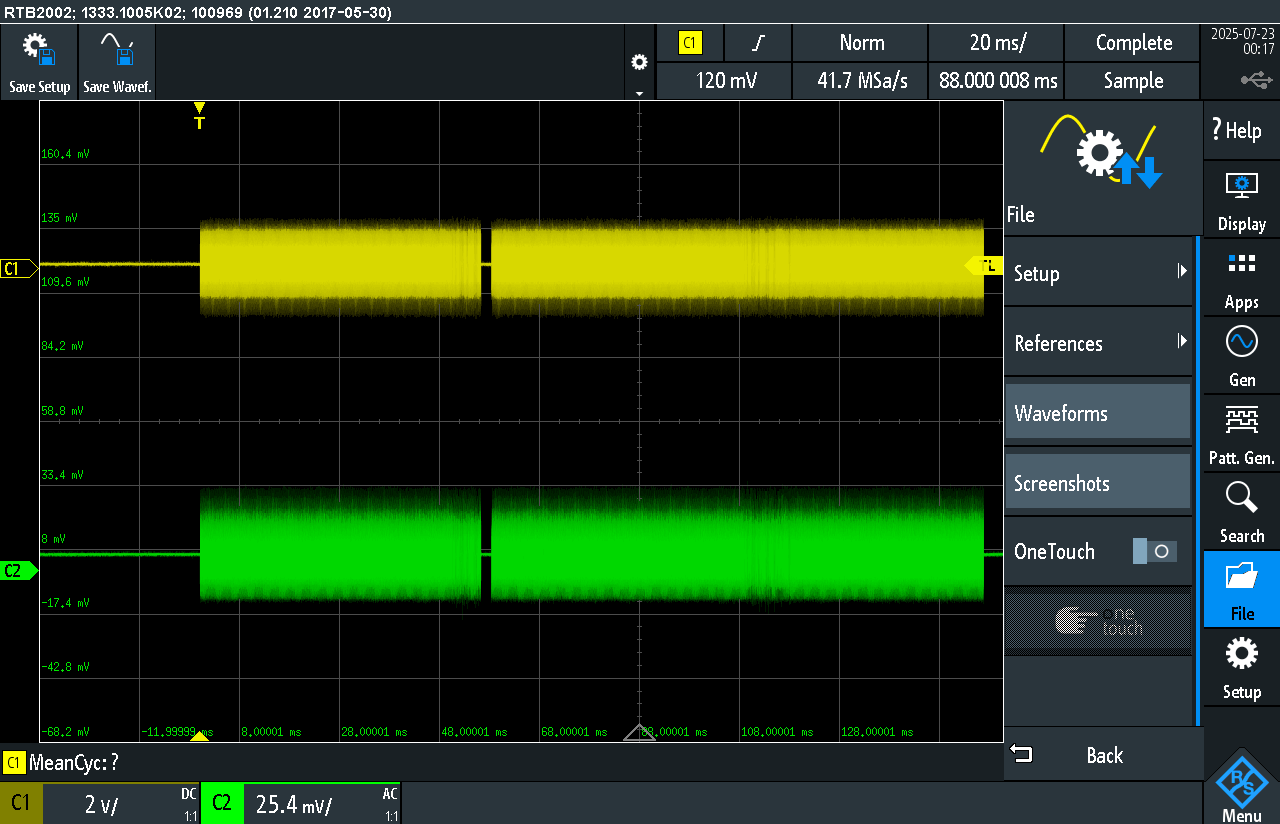 RTB2002; 1333.1005K02; 100969 (01.210 2017-05-30)
Save Setup
Save Wavef.
C1
Norm
20 ms/
Complete
120 mV
41.7 MSa/s
88.000 008 ms
Sample
2025-07-23
00:17
T
160,4 mV
135 mV
C1
TL
109,6 mV
84,2 mV
58,8 mV
33,4 mV
8 mV
C2
-17,4 mV
-42,8 mV
-68,2 mV
-11,99999 ms
8,00001 ms
28,00001 ms
48,00001 ms
68,00001 ms
88,00001 ms
108,00001 ms
128,00001 ms
File
Setup
References
Waveforms
Screenshots
OneTouch
one
touch
Back
? Help
Display
Apps
Gen
Patt. Gen.
Search
File
Setup
R&S
Menu
C1 MeanCyc: ?
C1
2 V/
DC
1:1
C2
25.4 mV/
AC
1:1